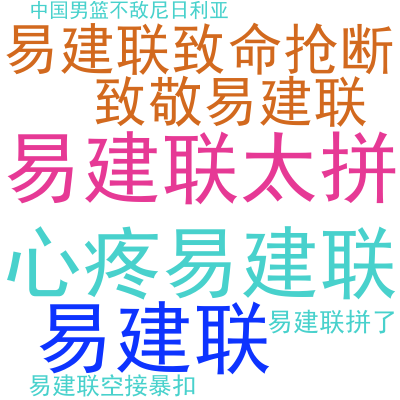 中国男篮不敌尼日利亚
易建联致命抢断
致敬易建联
易建联太拼
心疼易建联
易建联
易建联拼了
易建联空接暴扣